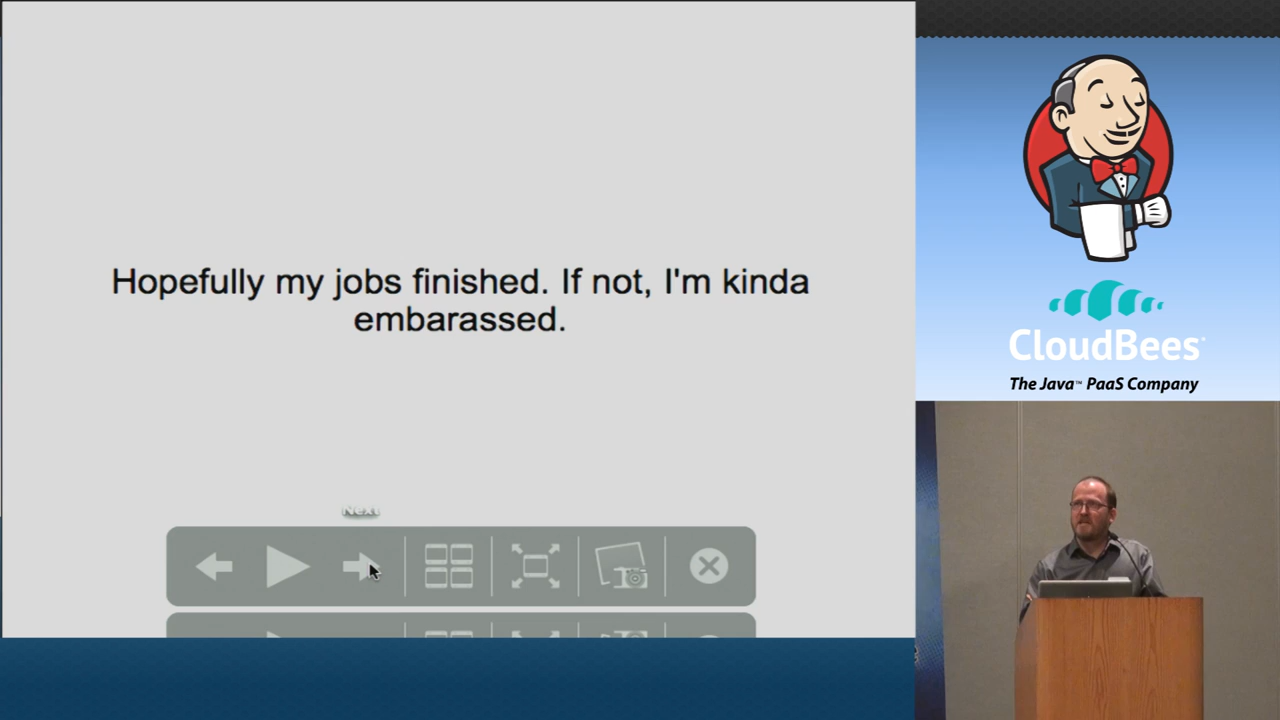 Hopefully my jobs finished. If not, I'm kinda
embarassed.
Next
CloudBees
The Java™ PaaS Company